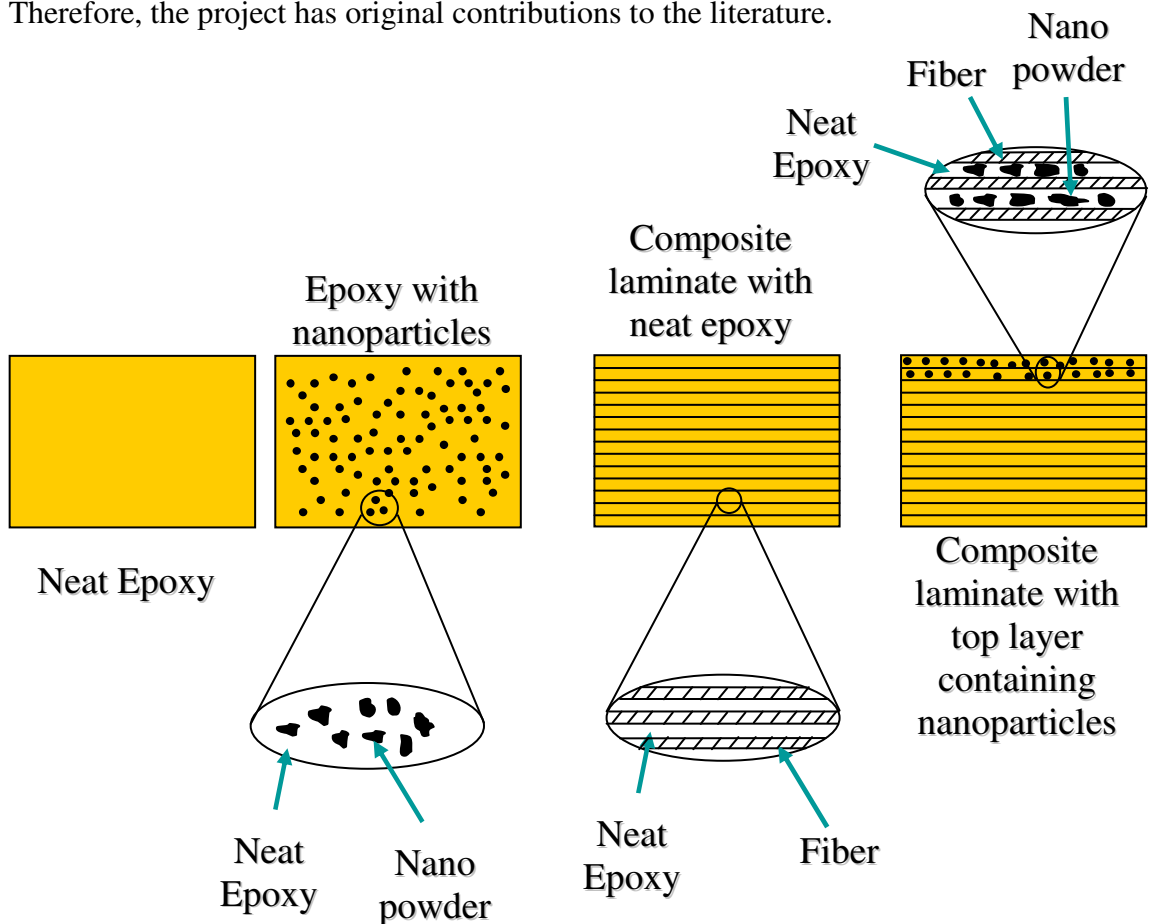 Therefore, the project has original contributions to the literature.
Nano
powder
Fiber
Neat
Epoxy
Composite
laminate with
neat epoxy
Epoxy with
nanoparticles
Neat Epoxy
Composite
laminate with
top layer
containing
nanoparticles
Neat
Epoxy
Nano
powder
Neat
Epoxy
Fiber